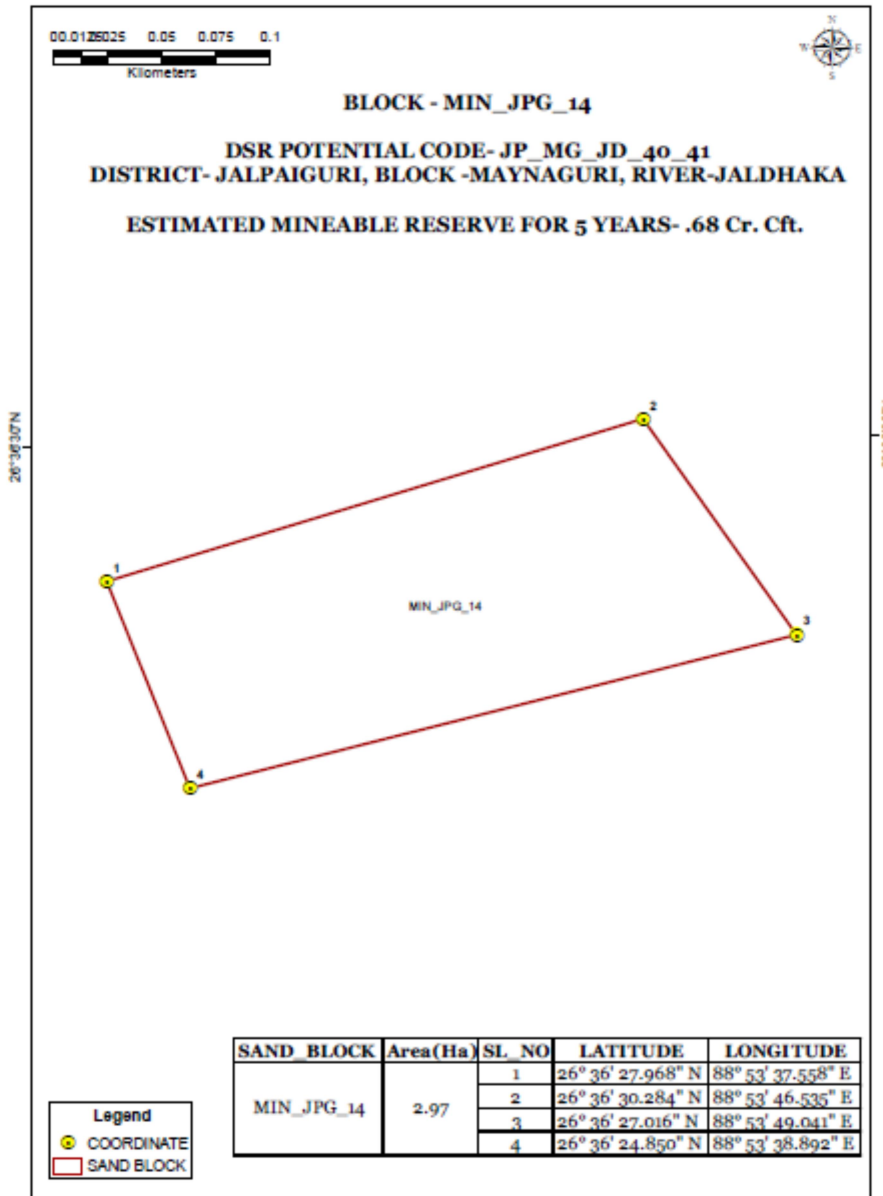 0 0.0125 0.025 0.05 0.075 0.1
Kilometers
N
W E
S
BLOCK - MIN_JPG_14
DSR POTENTIAL CODE- JP_MG_JD_40_41
DISTRICT- JALPAIGURI, BLOCK -MAYNAGURI, RIVER-JALDHAKA
ESTIMATED MINEABLE RESERVE FOR 5 YEARS- .68 Cr. Cft.
26°36'30"N
2
1
MIN_JPG_14
3
4
SAND_BLOCK Area(Ha) SL_NO LATITUDE LONGITUDE
MIN_JPG_14 2.97
1 26° 36' 27.968" N 88° 53' 37.558" E
2 26° 36' 30.284" N 88° 53' 46.535" E
3 26° 36' 27.016" N 88° 53' 49.041" E
4 26° 36' 24.850" N 88° 53' 38.892" E
Legend
COORDINATE
SAND BLOCK